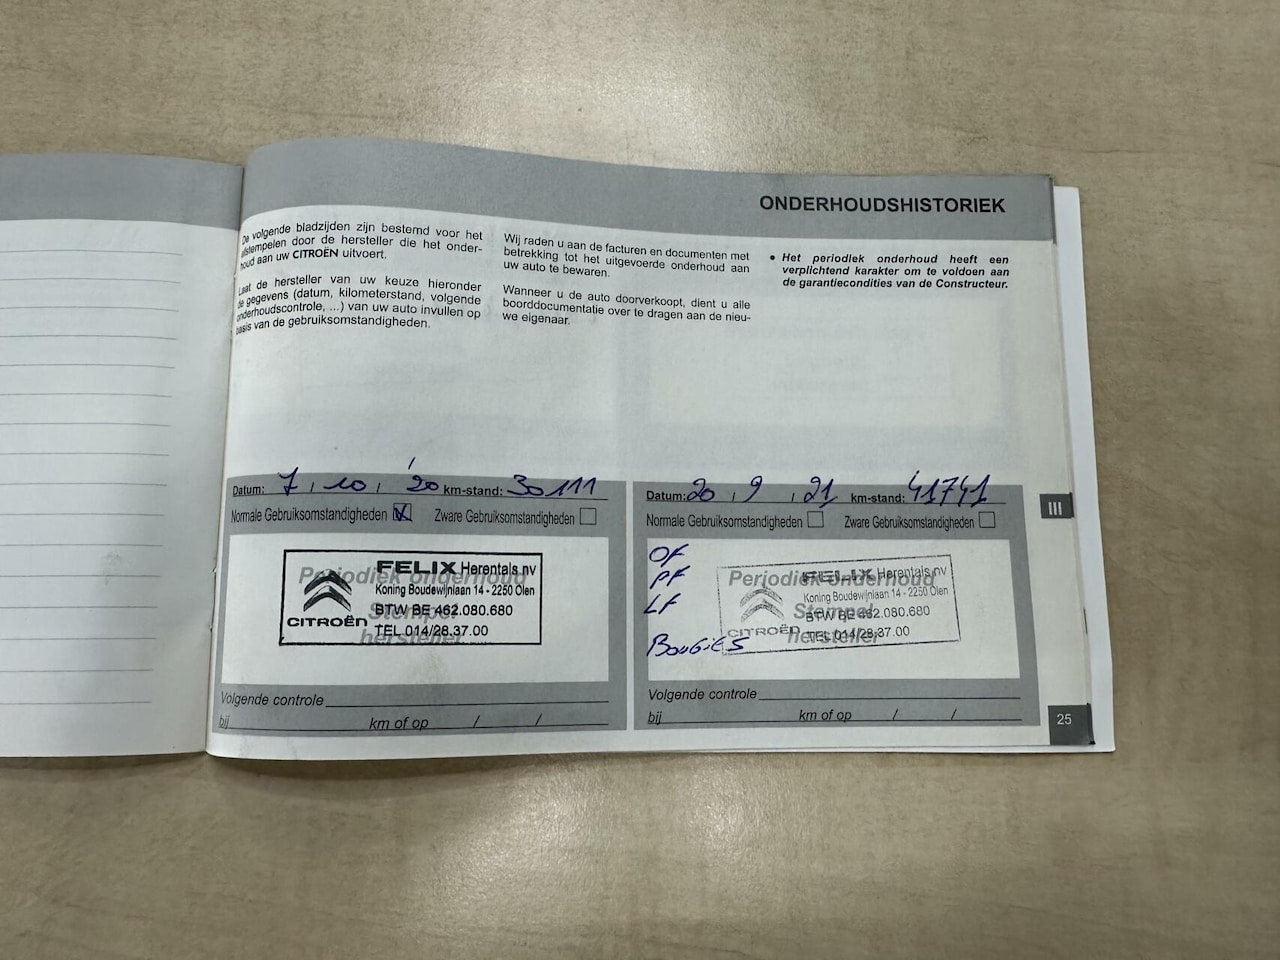 ONDERHOUDSHISTORIEK
De volgende bladzijden zijn bestemd voor het
afstempelen door de hersteller die het onder-
houd aan uw CITROËN uitvoert.
Laat de hersteller van uw keuze hieronder
de gegevens (datum, kilometerstand, volgende
onderhoudscontrole, ...) van uw auto invullen op
basis van de gebruiksomstandigheden.
Wij raden u aan de facturen en documenten met
betrekking tot het uitgevoerde onderhoud aan
uw auto te bewaren.
Wanneer u de auto doorverkoopt, dient u alle
boorddocumentatie over te dragen aan de nieu-
we eigenaar.
• Het periodiek onderhoud heeft een
verplichtend karakter om te voldoen aan
de garantiecondities van de Constructeur.
Datum: 7 / 10 / '20 km-stand: 30111
Normale Gebruiksomstandigheden Zware Gebruiksomstandigheden
Periodiek onderhoud
Stempel
hersteller
FELIX Herentals nv
Koning Boudewijnlaan 14 - 2250 Olen
BTW BE 462.080.680
CITROËN
TEL 014/28.37.00
Volgende controle
bij km of op / /
Datum: 20 / 9 / 21 km-stand: 41741
Normale Gebruiksomstandigheden Zware Gebruiksomstandigheden
OF
PF
LF
BOUGIES
Periodiek onderhoud
Stempel
hersteller
FELIX Herentals nv
Koning Boudewijnlaan 14 - 2250 Olen
BTW BE 462.080.680
CITROËN
TEL 014/28.37.00
Volgende controle
bij km of op / /
III
25